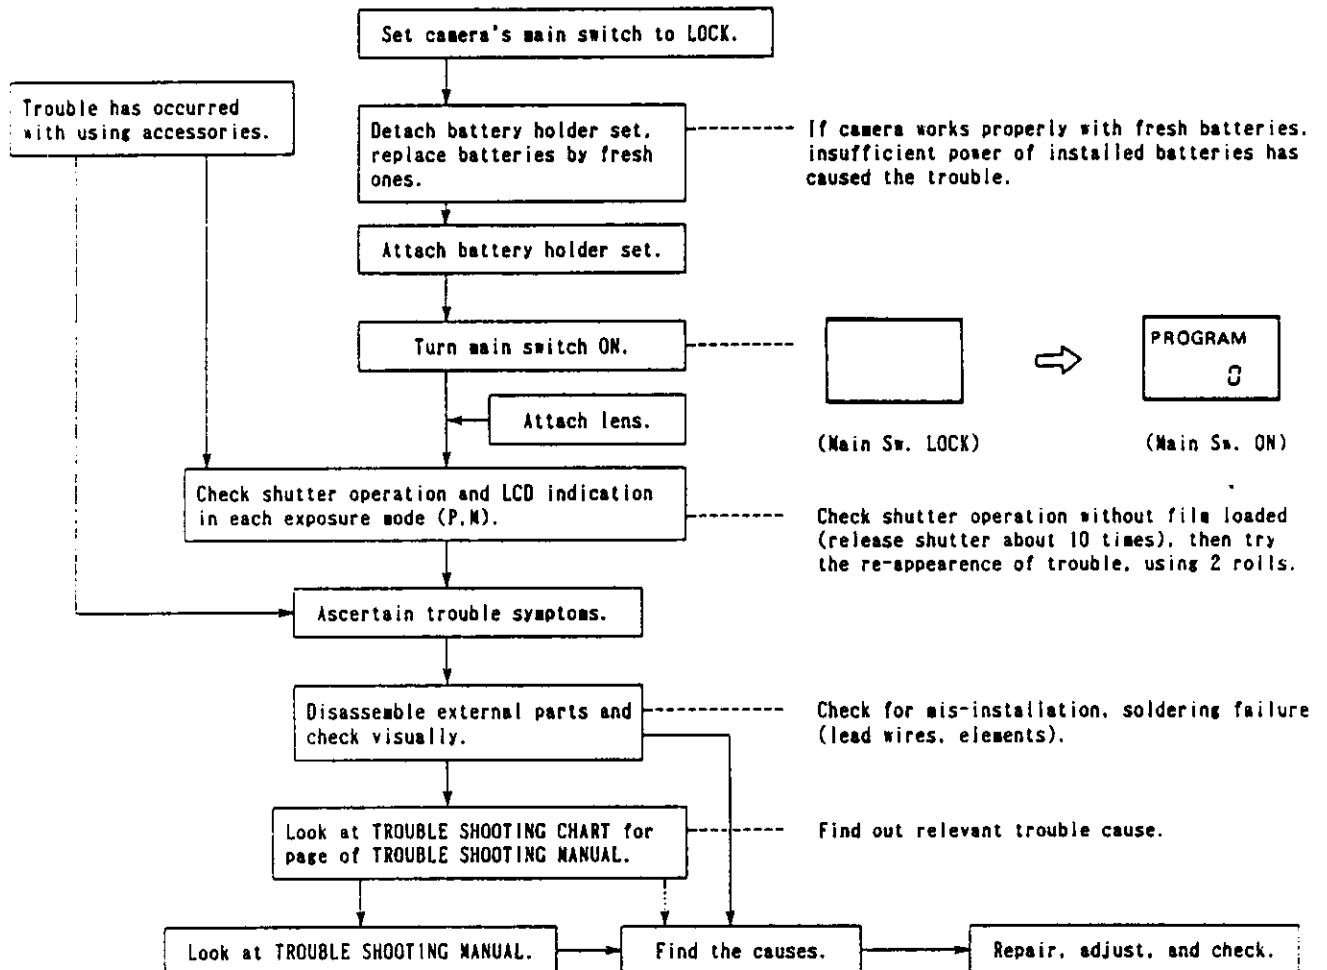 Set camera's main switch to LOCK.
Trouble has occurred
with using accessories.
Detach battery holder set,
replace batteries by fresh
ones.
If camera works properly with fresh batteries,
insufficient power of installed batteries has
caused the trouble.
Attach battery holder set.
Turn main switch ON.
PROGRAM
0
Attach lens.
(Main Sw. LOCK)
(Main Sw. ON)
Check shutter operation and LCD indication
in each exposure mode (P,M).
Check shutter operation without film loaded
(release shutter about 10 times), then try
the re-appearence of trouble, using 2 rolls.
Ascertain trouble symptoms.
Disassemble external parts and
check visually.
Check for mis-installation, soldering failure
(lead wires, elements).
Look at TROUBLE SHOOTING CHART for
page of TROUBLE SHOOTING MANUAL.
Find out relevant trouble cause.
Look at TROUBLE SHOOTING MANUAL.
Find the causes.
Repair, adjust, and check.